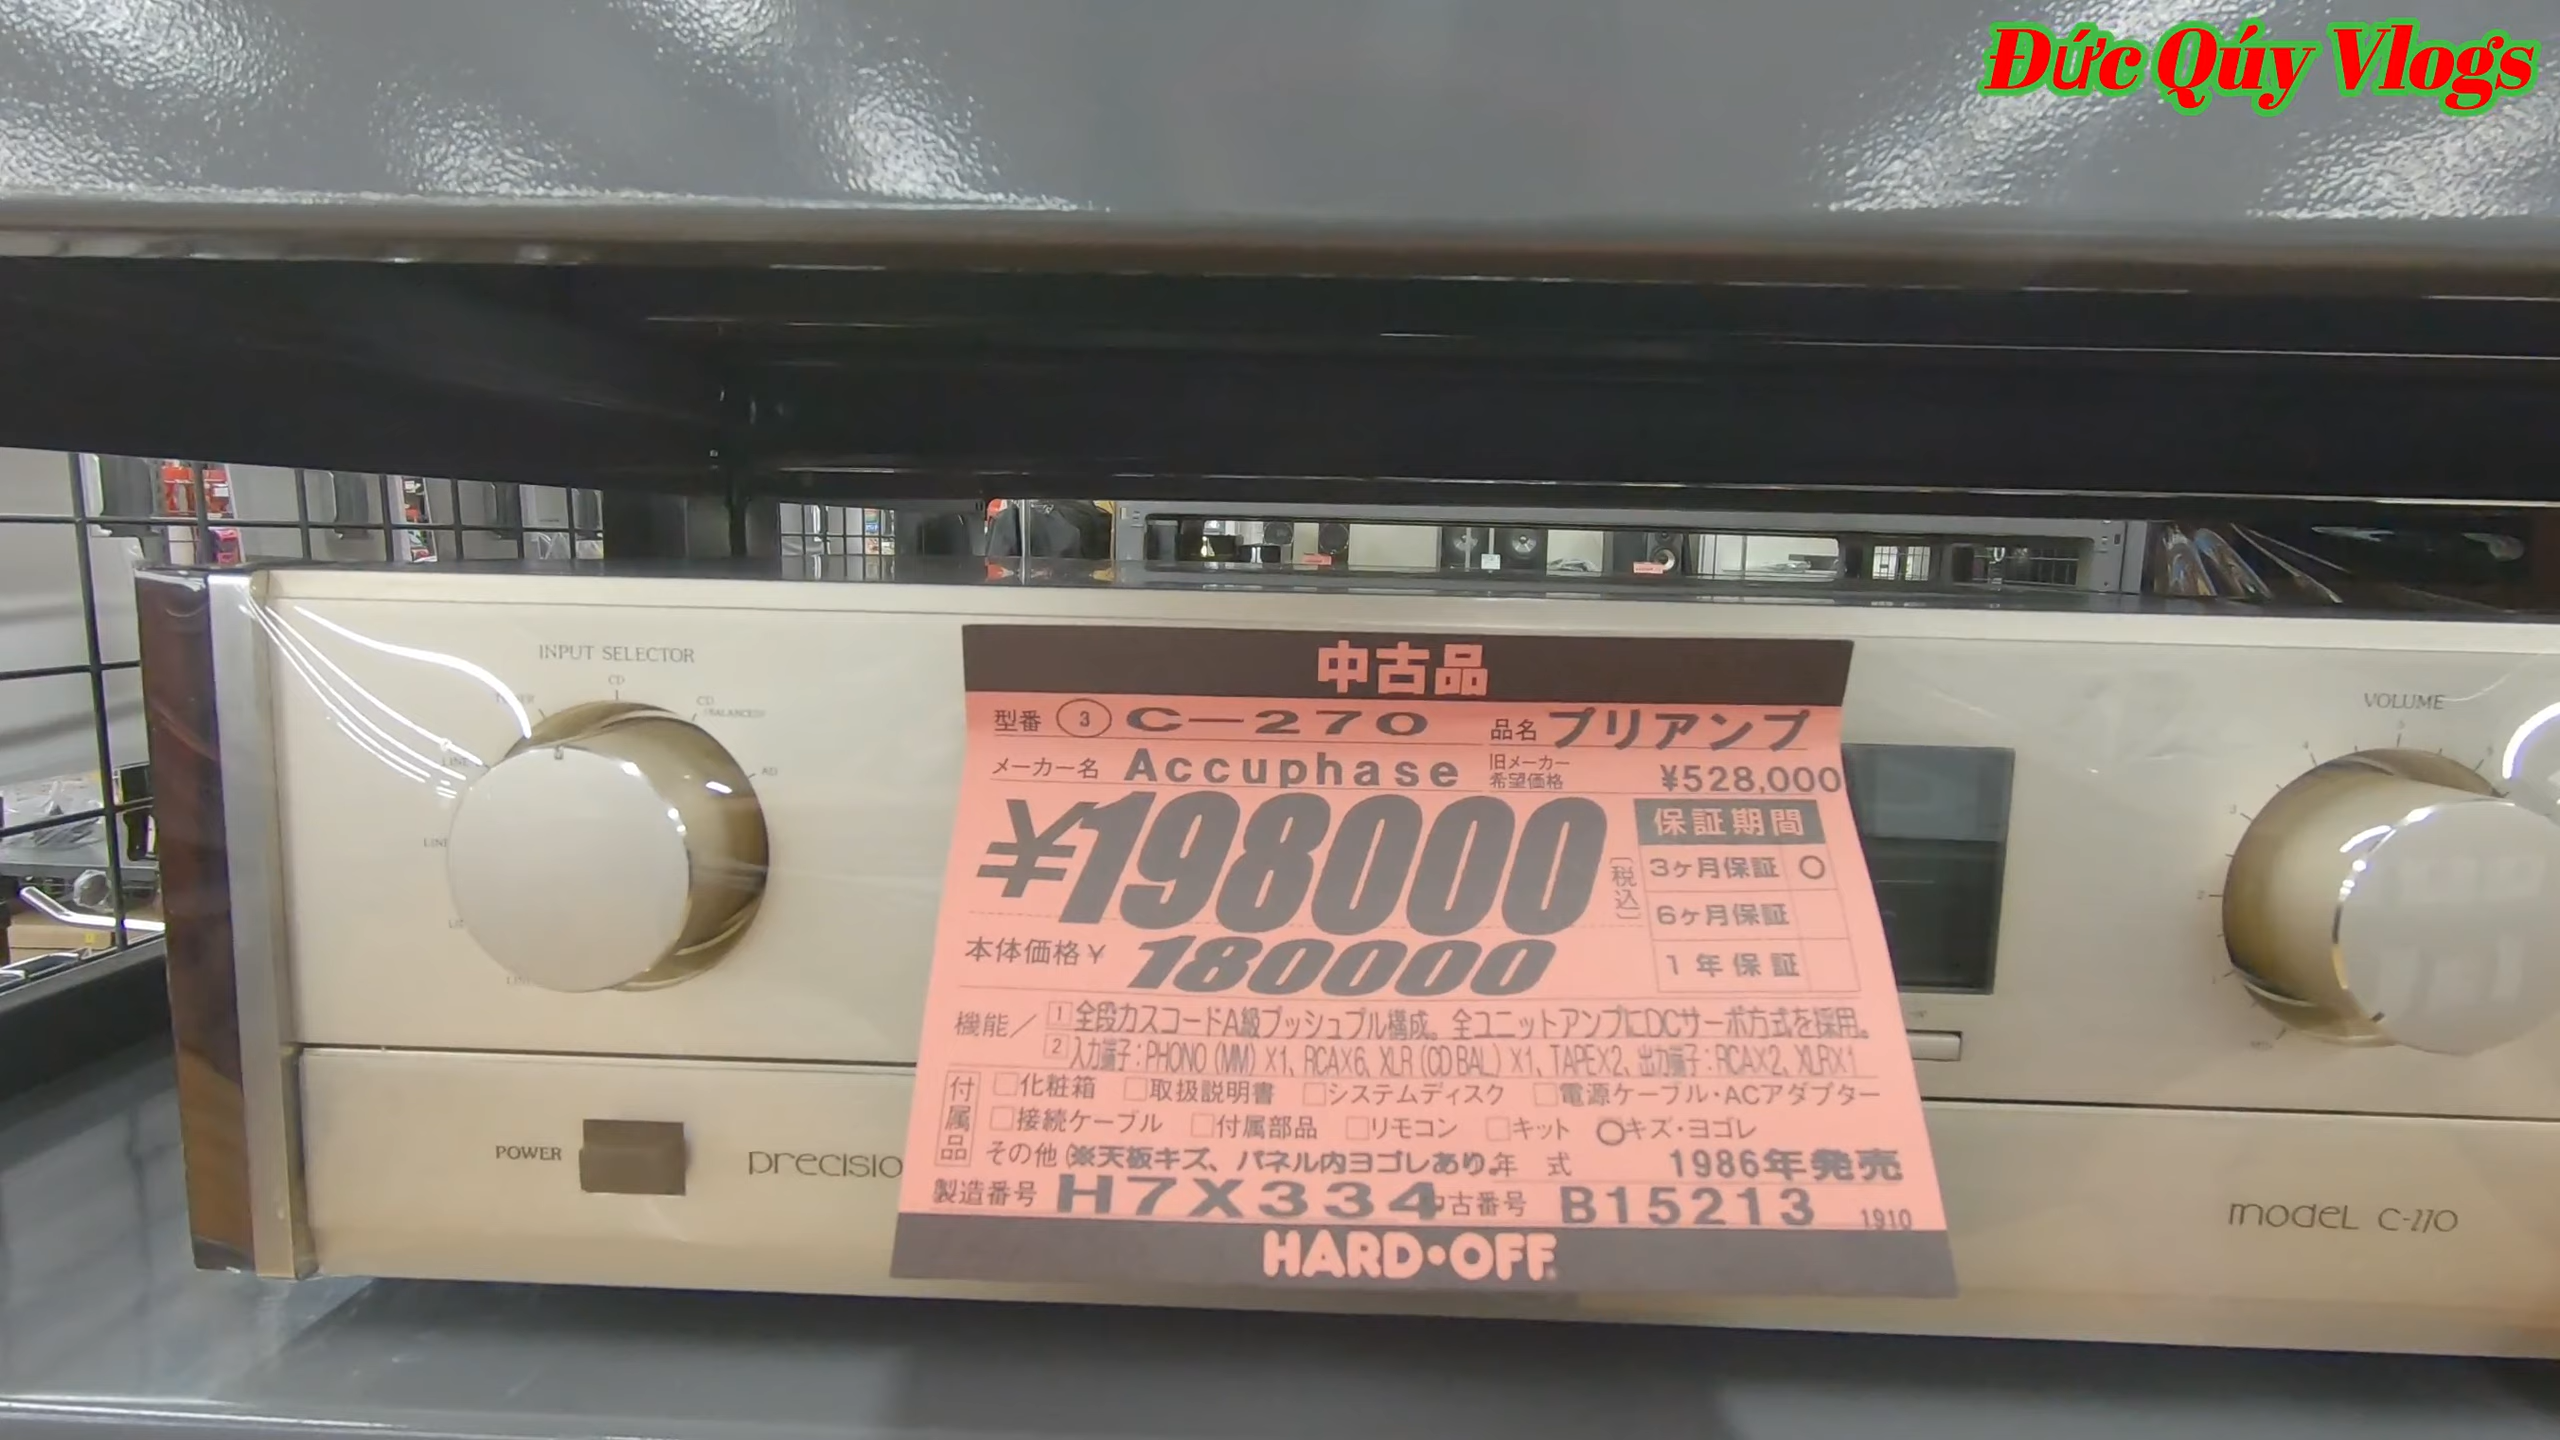 Đức Qúy Vlogs
INPUT SELECTOR
CD
CD
(BALANCED)
AD
LINE
POWER
precisio
VOLUME
model C-270
中古品
型番 ③ C-270 品名 プリアンプ
メーカー名 Accuphase 旧メーカー希望価格 ¥528,000
¥198000 (税込)
本体価格¥ 180000
保証期間
3ヶ月保証 ○
6ヶ月保証
1年保証
機能/ 1 全段カスコードA級プッシュプル構成。全ユニットアンプにDCサーボ方式を採用。
2 入力端子:PHONO (MM) X1, RCAX6, XLR (CD BAL) X1, TAPEX2, 出力端子:RCAX2, XLRX1
付属品 □化粧箱 □取扱説明書 □システムディスク □電源ケーブル・ACアダプター
□接続ケーブル □付属部品 □リモコン □キット ○キズ・ヨゴレ
その他 (※天板キズ、パネル内ヨゴレあり。 年式 1986年発売
製造番号 H7X334 中古番号 B15213 1910
HARD・OFF